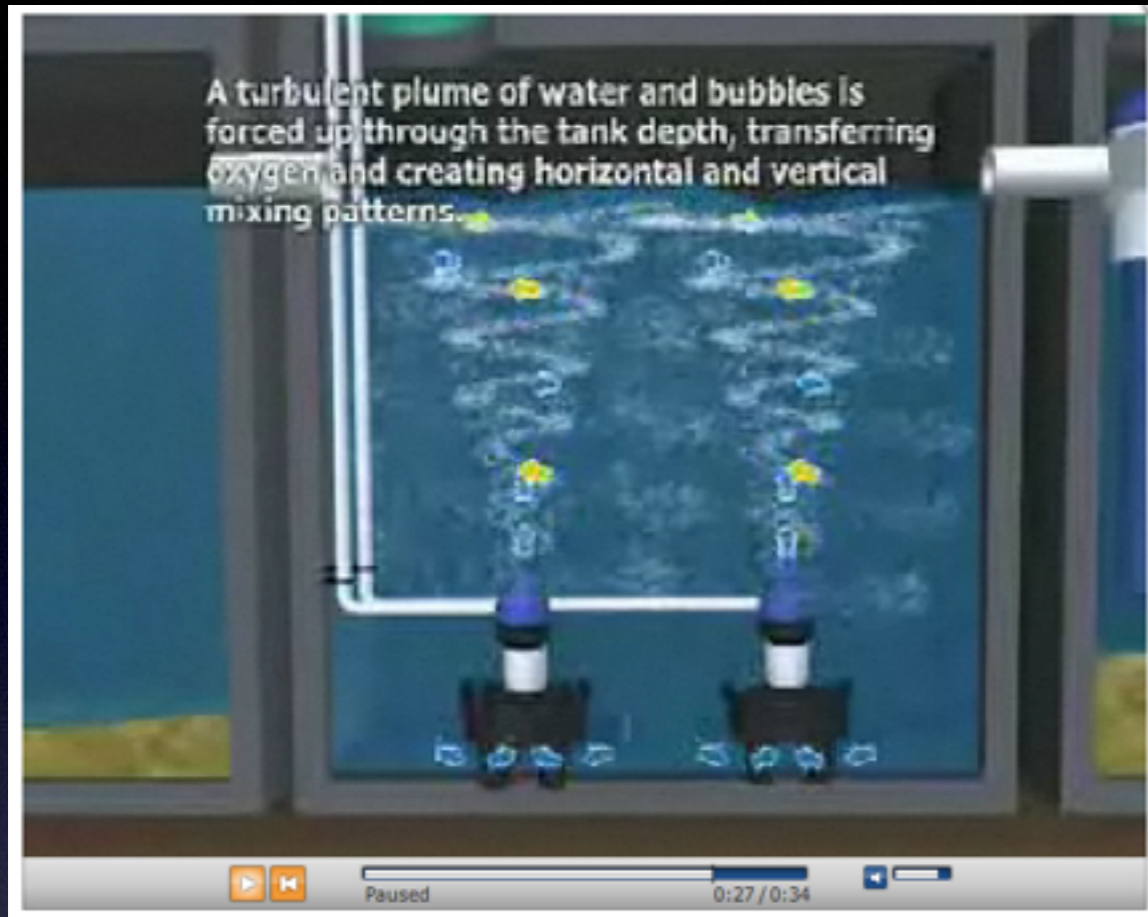 A turbulent plume of water and bubbles is
forced up through the tank depth, transferring
oxygen and creating horizontal and vertical
mixing patterns.
Paused
0:27/0:34